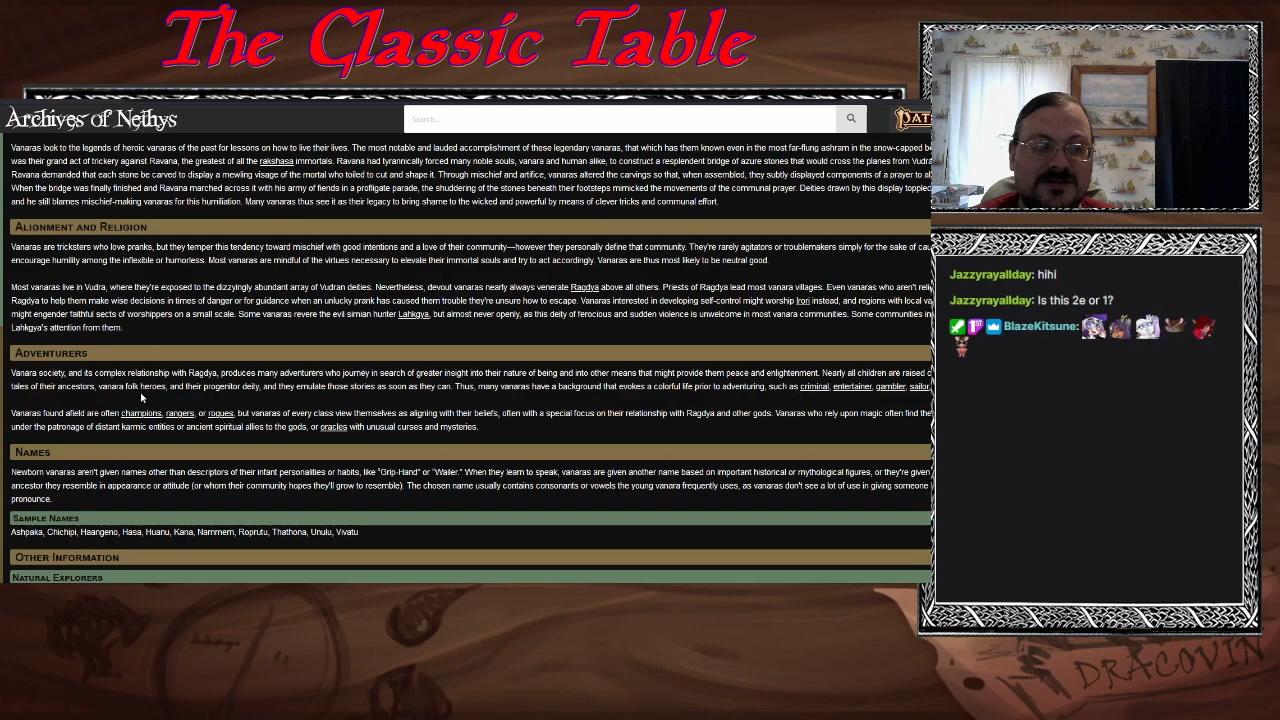 The Classic Table
Archives of Nethys
Search...
Vanaras look to the legends of heroic vanaras of the past for lessons on how to live their lives. The most notable and lauded accomplishment of these legendary vanaras, that which has them known even in the most far-flung ashram in the snow-capped
was their grand act of trickery against Ravana, the greatest of all the rakshasa immortals. Ravana had tyrannically forced many noble souls, vanara and human alike, to construct a resplendent bridge of azure stones that would cross the planes from
Ravana demanded that each stone be carved to display a mewling visage of the mortal who toiled to cut and shape it. Through mischief and artifice, vanaras altered the carvings so that, when assembled, they subtly displayed components of a prayer to
When the bridge was finally finished and Ravana marched across it with his army of fiends in a profligate parade, the shuddering of the stones beneath their footsteps mimicked the movements of the communal prayer. Deities drawn by this display
and he still blames mischief-making vanaras for this humiliation. Many vanaras thus see it as their legacy to bring shame to the wicked and powerful by means of clever tricks and communal effort.
Alignment and Religion
Vanaras are tricksters who love pranks, but they temper this tendency toward mischief with good intentions and a love of their community—however they personally define that community. They're rarely agitators or troublemakers simply for the sake of
encourage humility among the inflexible or humorless. Most vanaras are mindful of the virtues necessary to elevate their immortal souls and try to act accordingly. Vanaras are thus most likely to be neutral good.
Most vanaras live in Vudra, where they're exposed to the dizzyingly abundant array of Vudran deities. Nevertheless, devout vanaras nearly always venerate Ragdya above all others. Priests of Ragdya lead most vanara villages. Even vanaras who aren't
Ragdya to help them make wise decisions in times of danger or for guidance when an unlucky prank has caused them trouble they're unsure how to escape. Vanaras interested in developing self-control might worship Irori instead, and regions with local
might engender faithful sects of worshippers on a small scale. Some vanaras revere the evil simian hunter Lahkgya, but almost never openly, as this deity of ferocious and sudden violence is unwelcome in most vanara communities. Some communities in
Lahkgya's attention from them.
Adventurers
Vanara society, and its complex relationship with Ragdya, produces many adventurers who journey in search of greater insight into their nature of being and into other means that might provide them peace and enlightenment. Nearly all children are raised
tales of their ancestors, vanara folk heroes, and their progenitor deity, and they emulate those stories as soon as they can. Thus, many vanaras have a background that evokes a colorful life prior to adventuring, such as criminal, entertainer, gambler, sailor
Vanaras found afield are often champions, rangers, or rogues, but vanaras of every class view themselves as aligning with their beliefs, often with a special focus on their relationship with Ragdya and other gods. Vanaras who rely upon magic often find
under the patronage of distant karmic entities or ancient spiritual allies to the gods, or oracles with unusual curses and mysteries.
Names
Newborn vanaras aren't given names other than descriptors of their infant personalities or habits, like "Grip-Hand" or "Wailer." When they learn to speak, vanaras are given another name based on important historical or mythological figures, or they're given
ancestor they resemble in appearance or attitude (or whom their community hopes they'll grow to resemble). The chosen name usually contains consonants or vowels the young vanara frequently uses, as vanaras don't see a lot of use in giving someone
pronounce.
Sample Names
Ashpaka, Chichipi, Haangeno, Hasa, Huanu, Kana, Nammem, Roprutu, Thathona, Unulu, Vivatu
Other Information
Natural Explorers
Jazzyrayallday: hihi
Jazzyrayallday: Is this 2e or 1?
1ST BlazeKitsune:
DRACOVIN